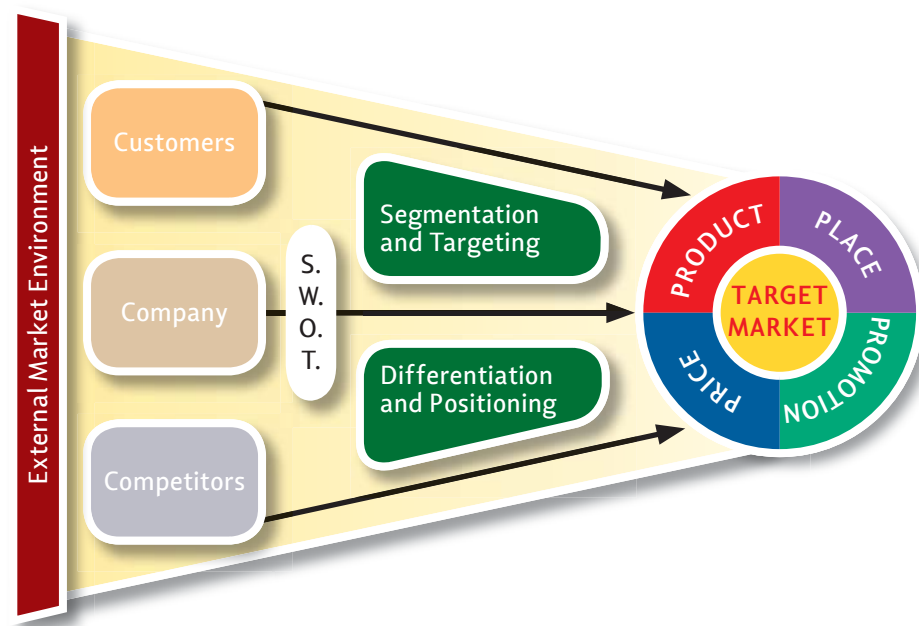 External Market Environment
Customers
Company
Competitors
S.
W.
O.
T.
Segmentation
and Targeting
Differentiation
and Positioning
PRODUCT
PLACE
PRICE
PROMOTION
TARGET
MARKET